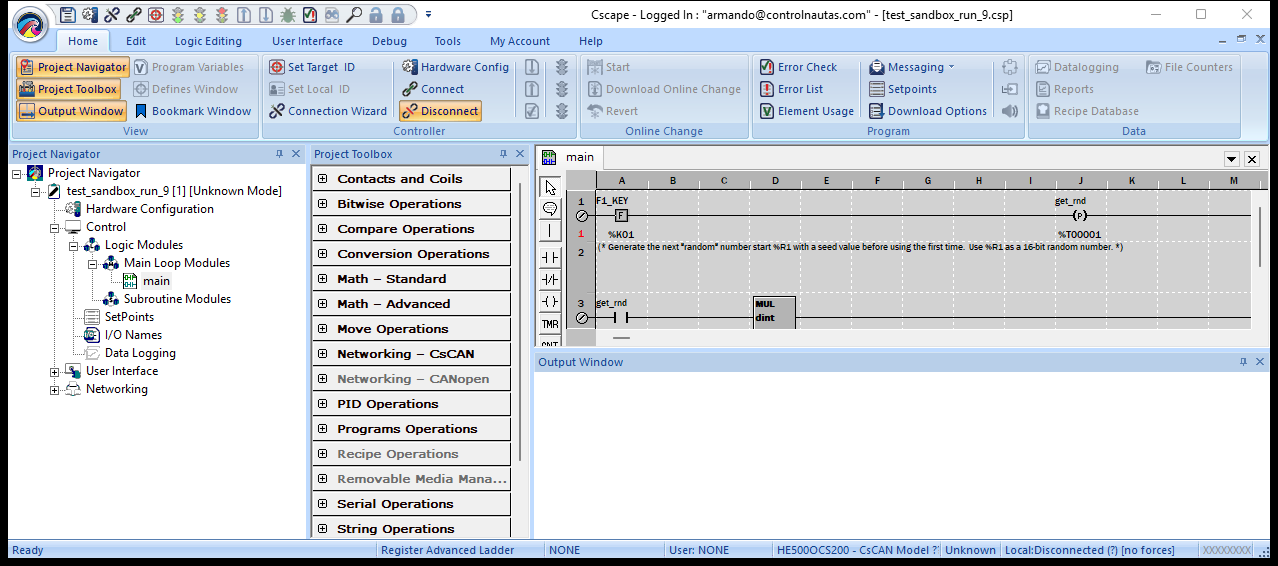 Cscape - Logged In : "armando@controlnautas.com" - [test_sandbox_run_9.csp]
Home Edit Logic Editing User Interface Debug Tools My Account Help
Project Navigator Program Variables Set Target ID Hardware Config Start Error Check Messaging Datalogging File Counters
Project Toolbox Defines Window Set Local ID Connect Download Online Change Error List Setpoints Reports
Output Window Bookmark Window Connection Wizard Disconnect Revert Element Usage Download Options Recipe Database
View Controller Online Change Program Data
Project Navigator
Project Navigator
test_sandbox_run_9 [1] [Unknown Mode]
Hardware Configuration
Control
Logic Modules
Main Loop Modules
main
Subroutine Modules
SetPoints
I/O Names
Data Logging
User Interface
Networking
Project Toolbox
Contacts and Coils
Bitwise Operations
Compare Operations
Conversion Operations
Math - Standard
Math - Advanced
Move Operations
Networking - CsCAN
Networking - CANopen
PID Operations
Programs Operations
Recipe Operations
Removable Media Mana...
Serial Operations
String Operations
main
A B C D E F G H I J K L M
1 F1_KEY get_rnd
F (P)
1 %K01 %T00001
2 (* Generate the next "random" number start %R1 with a seed value before using the first time. Use %R1 as a 16-bit random number. *)
3 get_rnd MUL
dint
TMR
Output Window
Ready Register Advanced Ladder NONE User: NONE HE500OCS200 - CsCAN Model ? Unknown Local:Disconnected (?) [no forces] XXXXXXXX